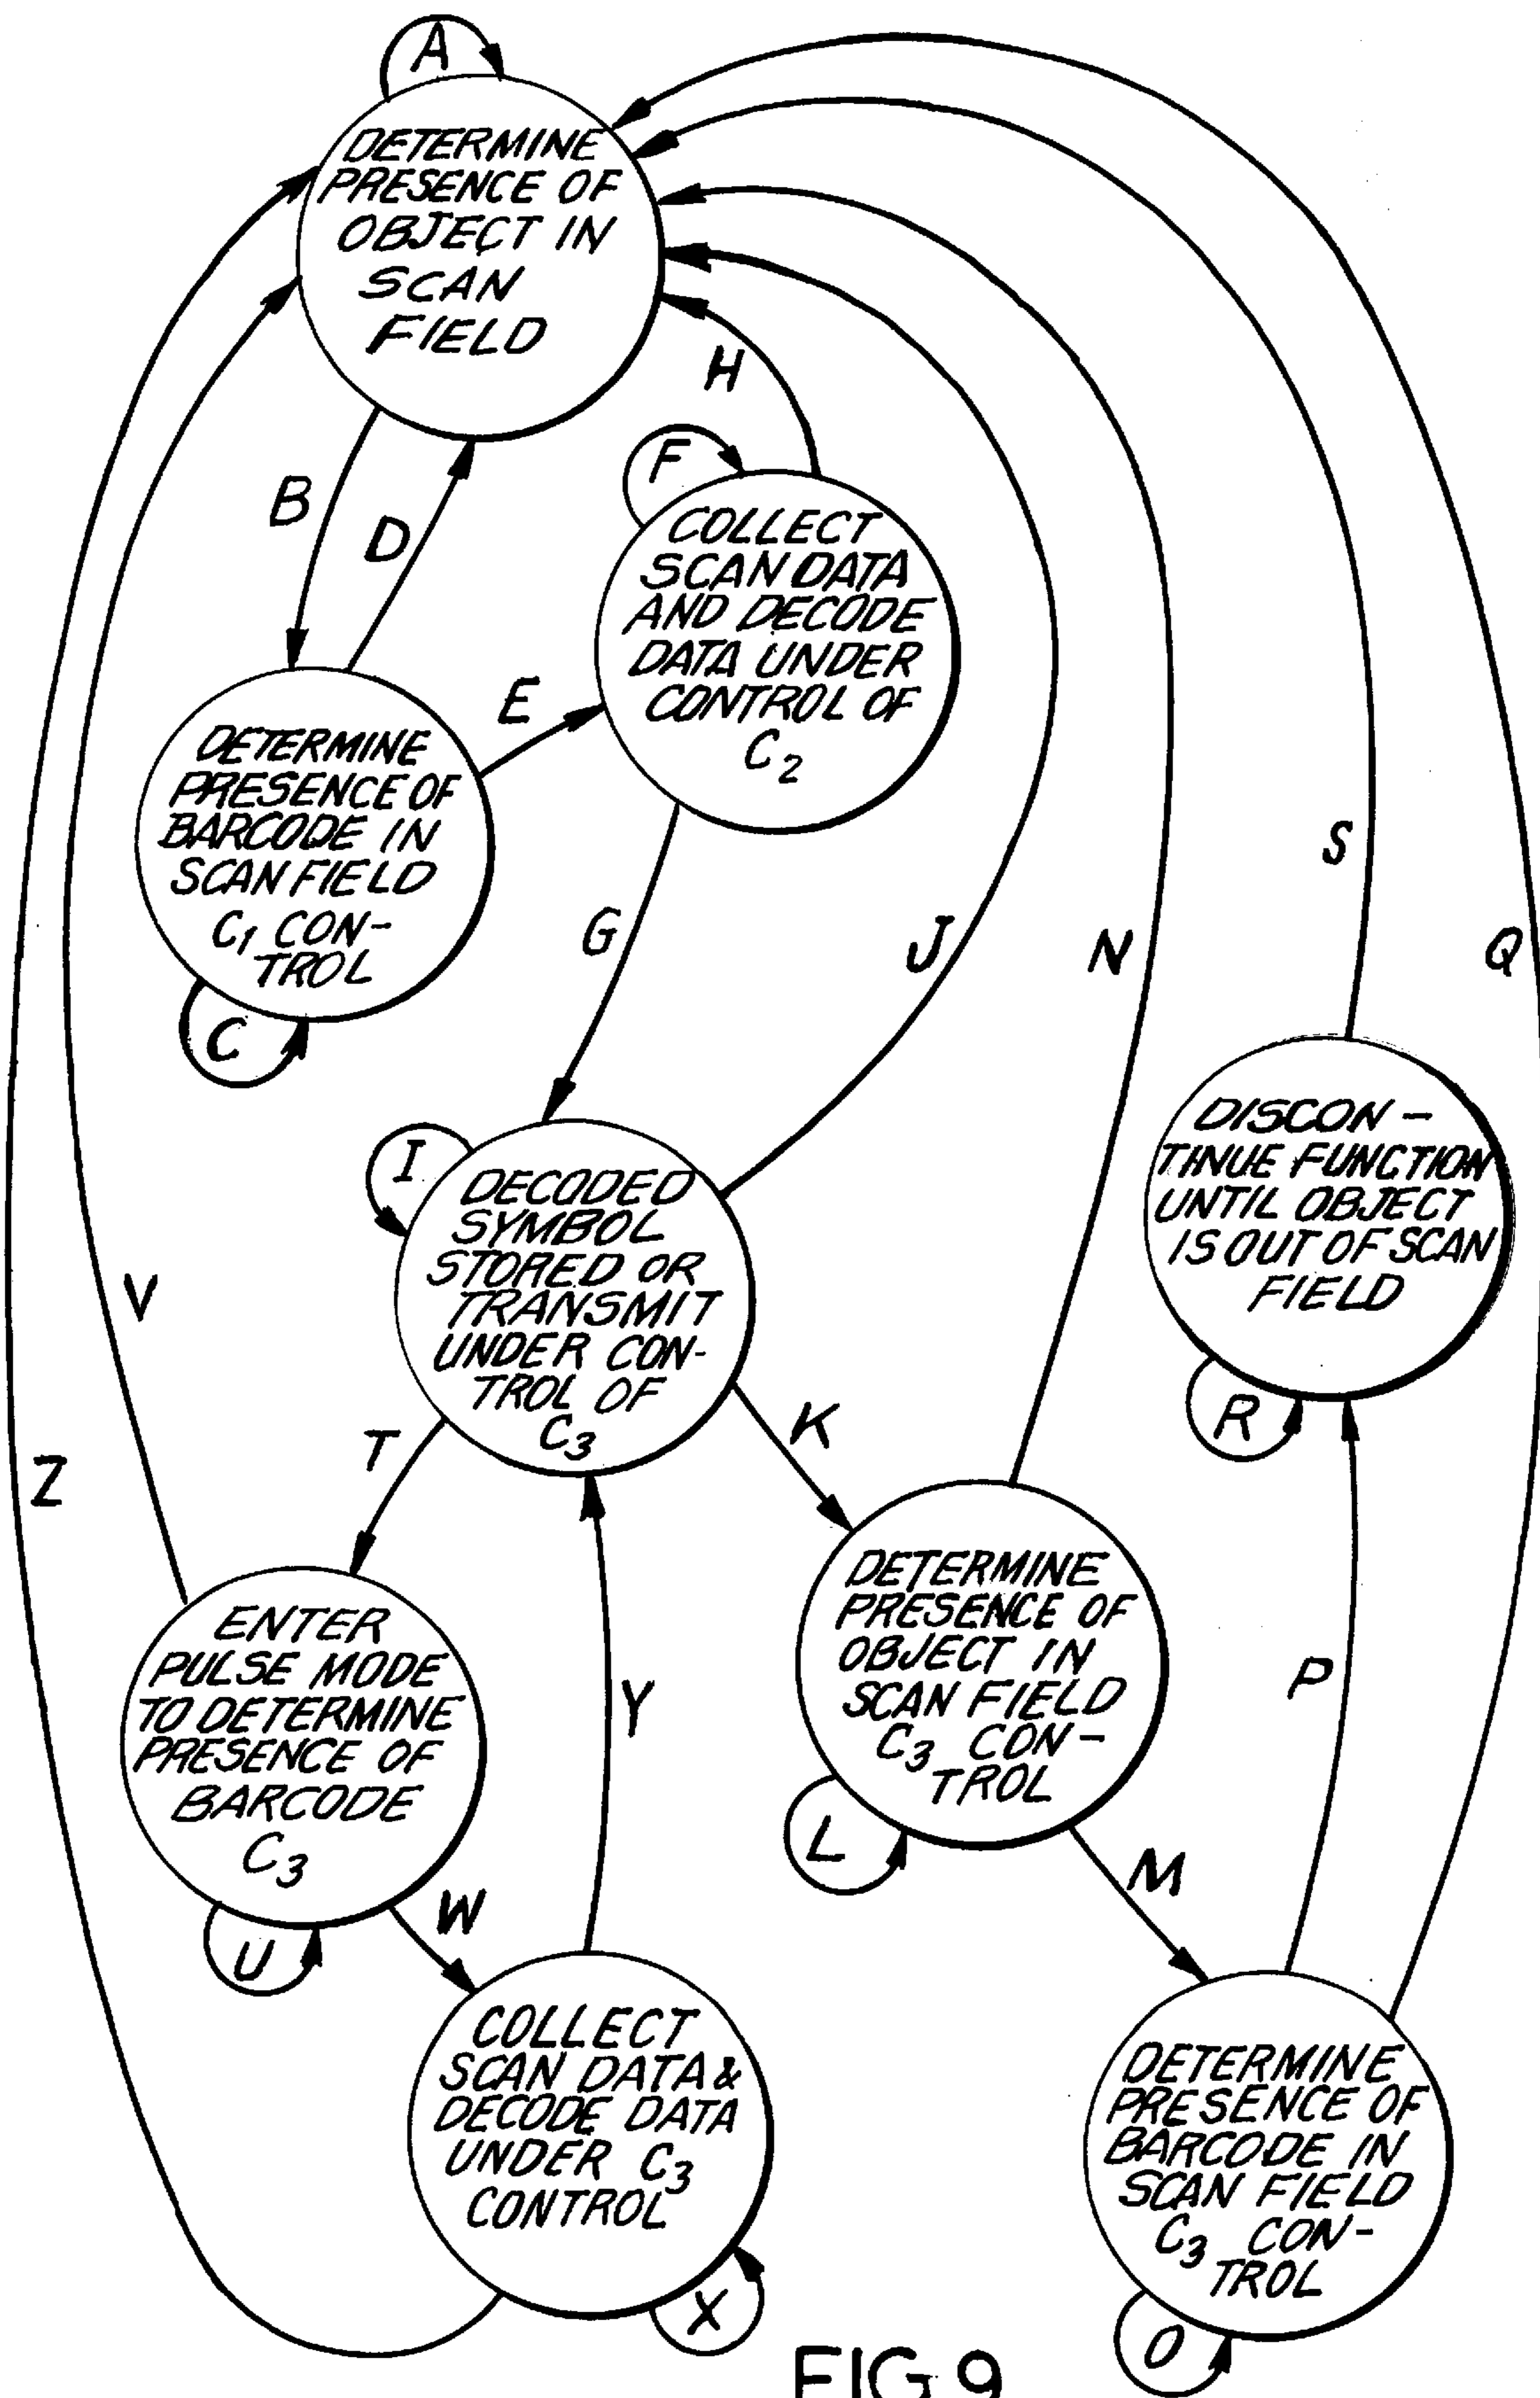 A
DETERMINE
PRESENCE OF
OBJECT IN
SCAN
FIELD
H
B
D
F
COLLECT
SCAN DATA
AND DECODE
DATA UNDER
CONTROL OF
C2
E
DETERMINE
PRESENCE OF
BARCODE IN
SCAN FIELD
C1 CON-
TROL
C
G
J
N
S
Q
I
DECODED
SYMBOL
STORED OR
TRANSMIT
UNDER CON-
TROL OF
C3
DISCON-
TINUE FUNCTION
UNTIL OBJECT
IS OUT OF SCAN
FIELD
R
V
Z
T
K
ENTER
PULSE MODE
TO DETERMINE
PRESENCE OF
BARCODE
C3
U
Y
DETERMINE
PRESENCE OF
OBJECT IN
SCAN FIELD
C3 CON-
TROL
L
P
M
W
COLLECT
SCAN DATA &
DECODE DATA
UNDER C3
CONTROL
X
DETERMINE
PRESENCE OF
BARCODE IN
SCAN FIELD
C3 CON-
TROL
O
FIG. 9